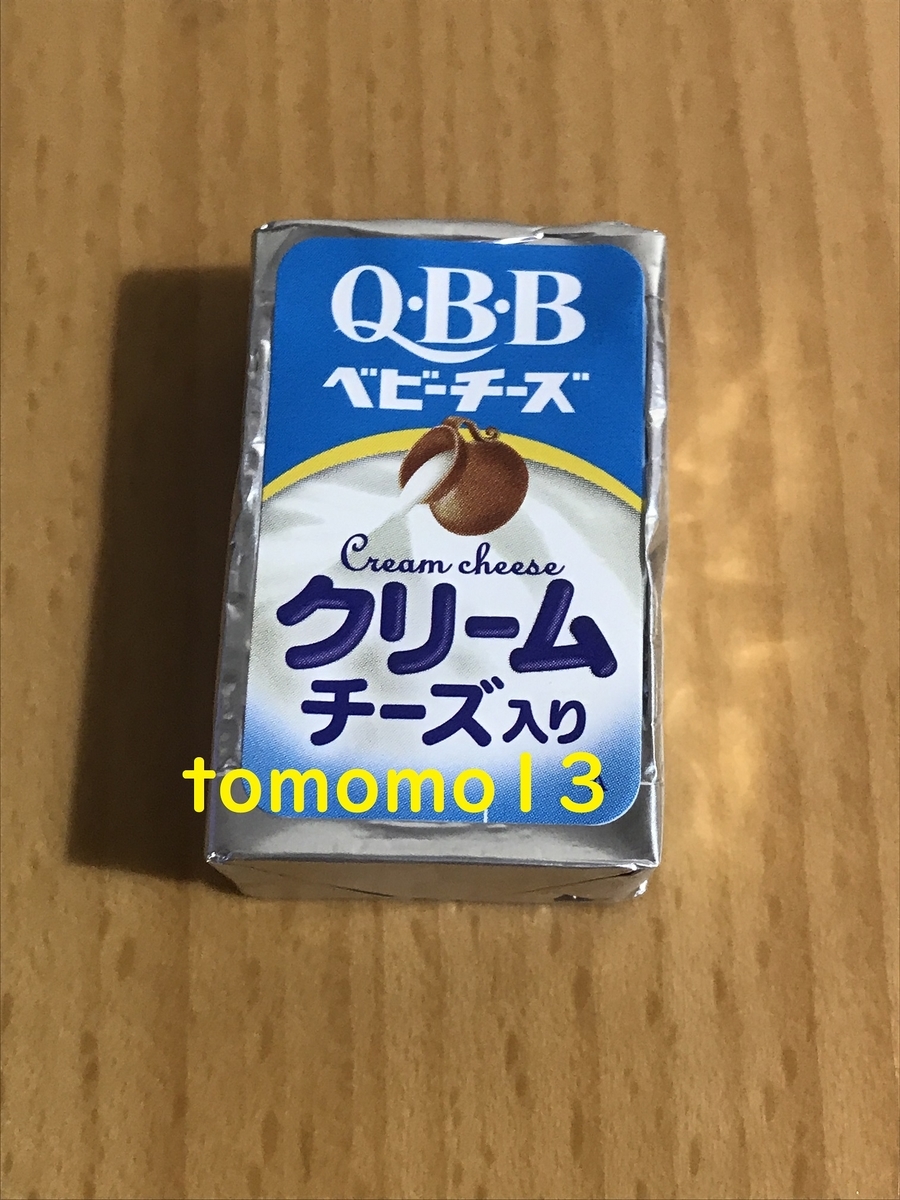 Q·B·B
ベビーチーズ
Cream cheese
クリーム
チーズ入り
tomomo13